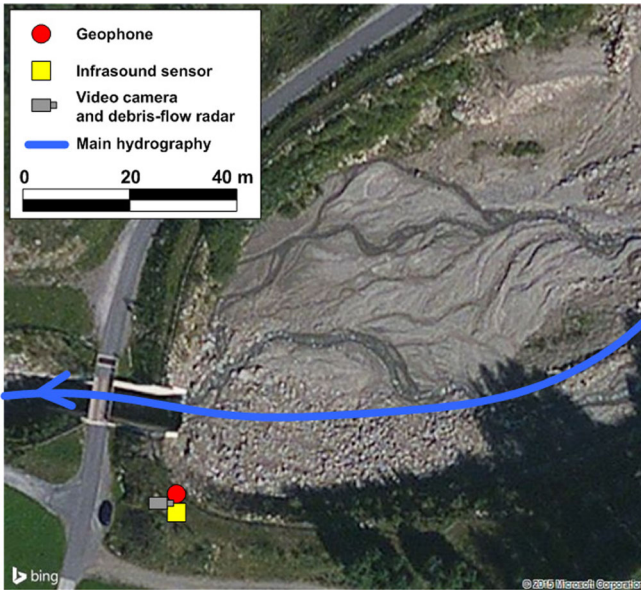 Geophone
Infrasound sensor
Video camera
and debris-flow radar
Main hydrography
0 20 40 m
bing
© 2015 Microsoft Corporation